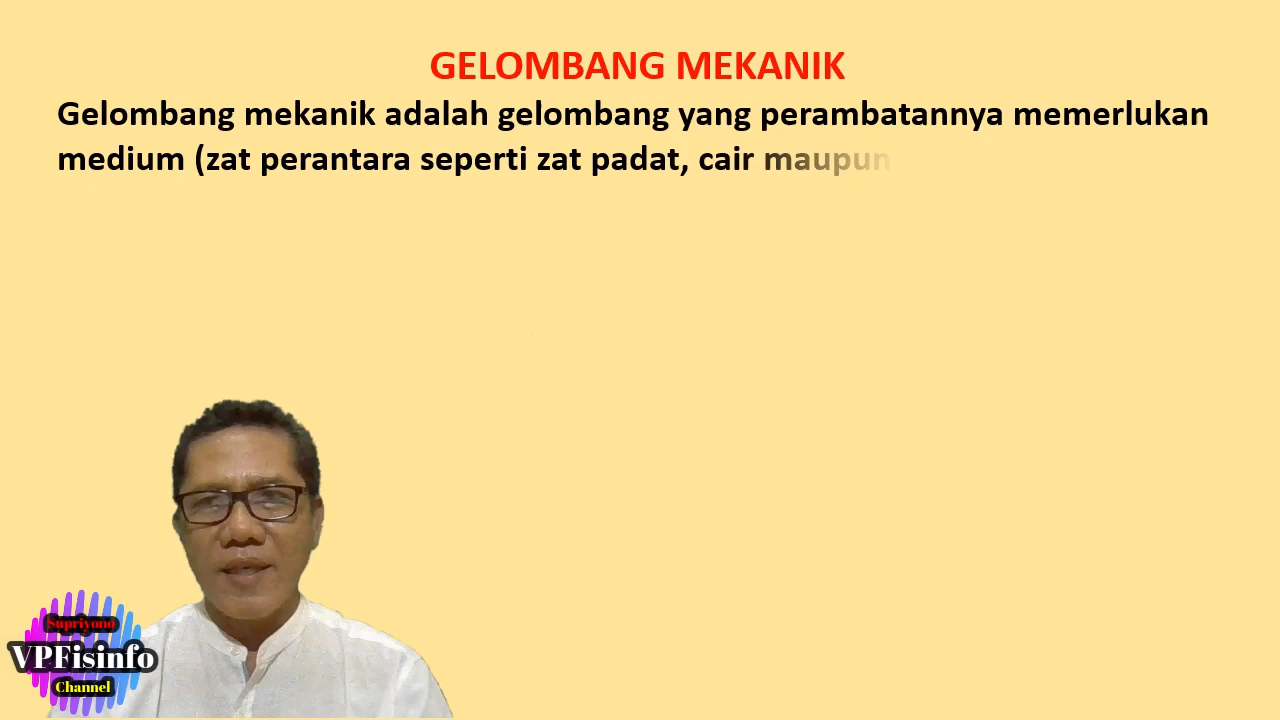 GELOMBANG MEKANIK
Gelombang mekanik adalah gelombang yang perambatannya memerlukan
medium (zat perantara seperti zat padat, cair maupun
Supriyono
VPFisinfo
Channel